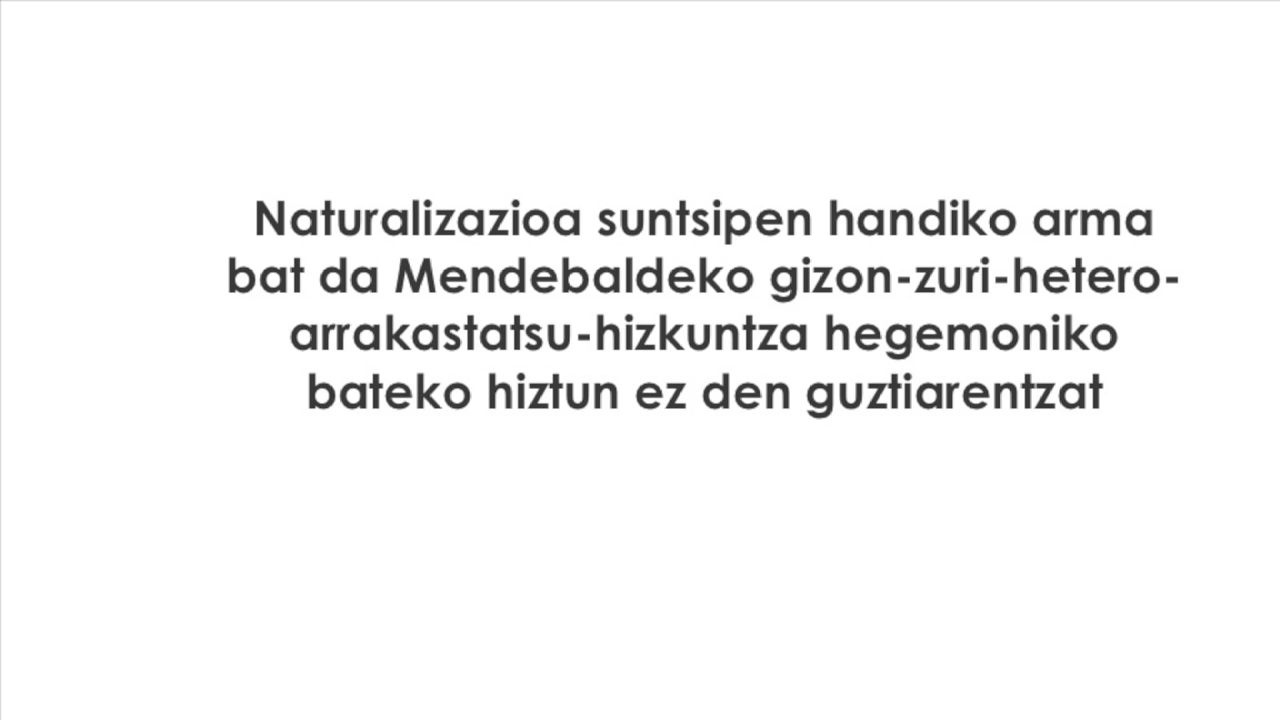 Naturalizazioa suntsipen handiko arma
bat da Mendebaldeko gizon-zuri-hetero-
arrakastatsu-hizkuntza hegemoniko
bateko hiztun ez den guztiarentzat